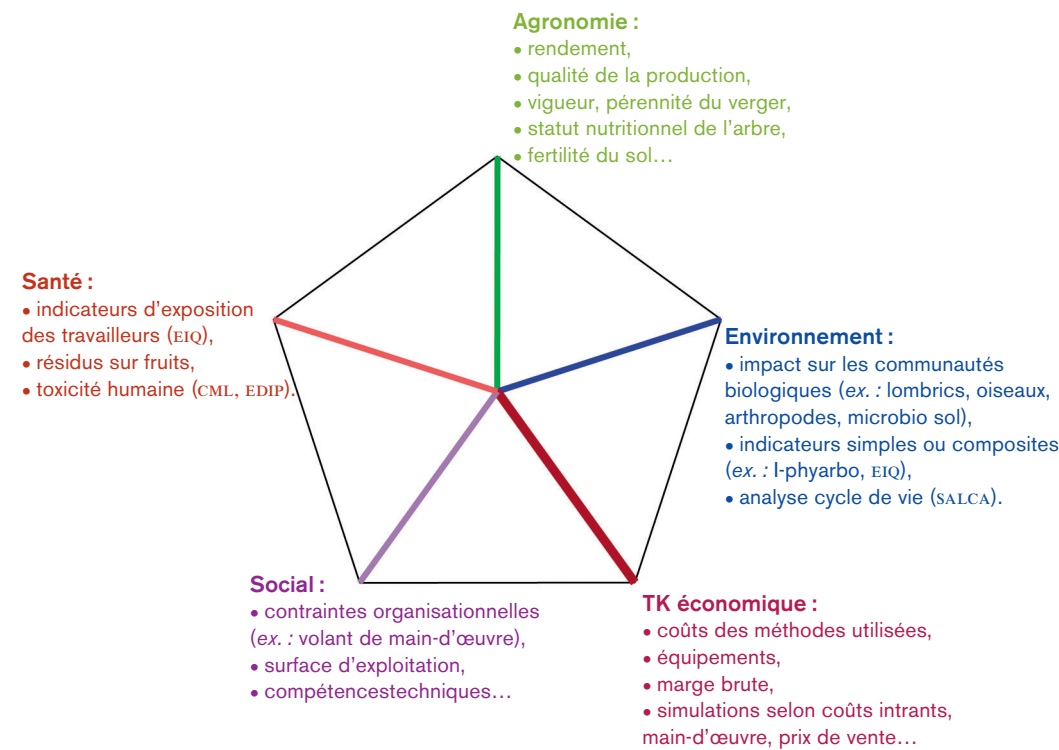 Agronomie :
• rendement,
• qualité de la production,
• vigueur, pérennité du verger,
• statut nutritionnel de l'arbre,
• fertilité du sol…
Santé :
• indicateurs d'exposition
des travailleurs (EIQ),
• résidus sur fruits,
• toxicité humaine (CML, EDIP).
Environnement :
• impact sur les communautés
biologiques (ex. : lombrics, oiseaux,
arthropodes, microbio sol),
• indicateurs simples ou composites
(ex. : I-phyarbo, EIQ),
• analyse cycle de vie (SALCA).
Social :
• contraintes organisationnelles
(ex. : volant de main-d'œuvre),
• surface d'exploitation,
• compétencestechniques…
TK économique :
• coûts des méthodes utilisées,
• équipements,
• marge brute,
• simulations selon coûts intrants,
main-d'œuvre, prix de vente…